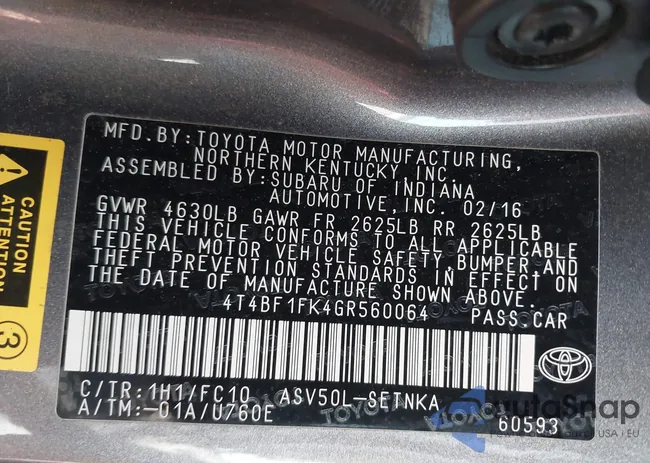 MFD.BY:TOYOTA MOTOR MANUFACTURING,
NORTHERN KENTUCKY, INC.
ASSEMBLED BY:SUBARU OF INDIANA
AUTOMOTIVE, INC. 02/16
GVWR 4630LB GAWR FR 2625LB RR 2625LB
THIS VEHICLE CONFORMS TO ALL APPLICABLE
FEDERAL MOTOR VEHICLE SAFETY, BUMPER, AND
THEFT PREVENTION STANDARDS IN EFFECT ON
THE DATE OF MANUFACTURE SHOWN ABOVE.
4T4BF1FK4GR560064 PASS.CAR
C/TR:1H1/FC10 ASV50L-SETNKA
A/TM:-01A/U760E
60593
CAUTION
ATTENTION
3
AutaSnap